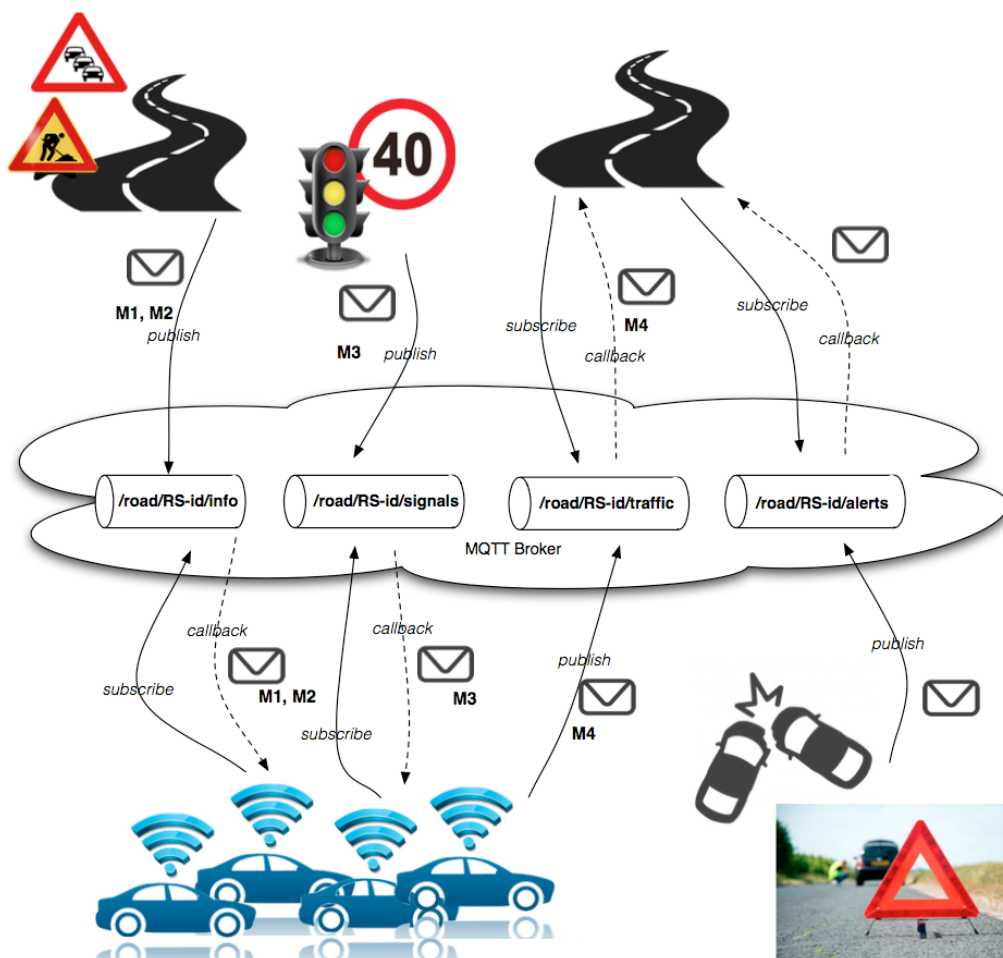 40
M1, M2
publish
M3
publish
subscribe
M4
callback
subscribe
callback
/road/RS-id/info
/road/RS-id/signals
/road/RS-id/traffic
/road/RS-id/alerts
MQTT Broker
callback
subscribe
M1, M2
callback
M3
subscribe
publish
M4
publish